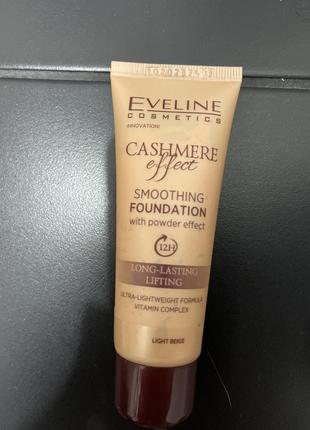 EVELINE
COSMETICS
INNOVATION!
CASHMERE
effect
SMOOTHING
FOUNDATION
with powder effect
12H
LONG-LASTING
LIFTING
ULTRA-LIGHTWEIGHT FORMULA
VITAMIN COMPLEX
LIGHT BEIGE